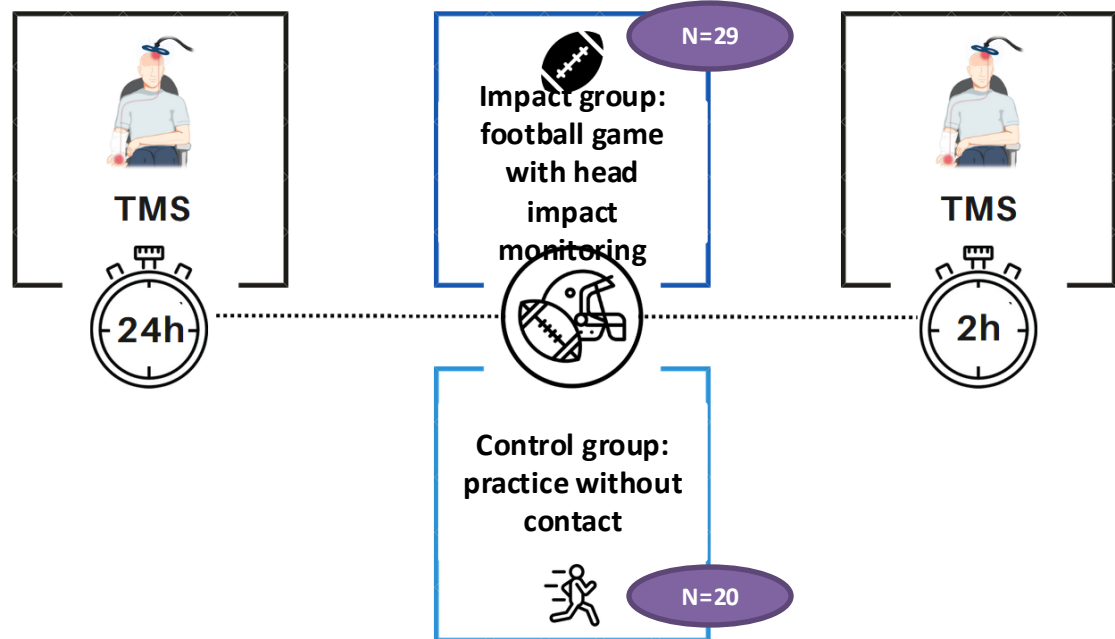 TMS
24h
N=29
Impact group:
football game
with head
impact
monitoring
Control group:
practice without
contact
N=20
TMS
2h